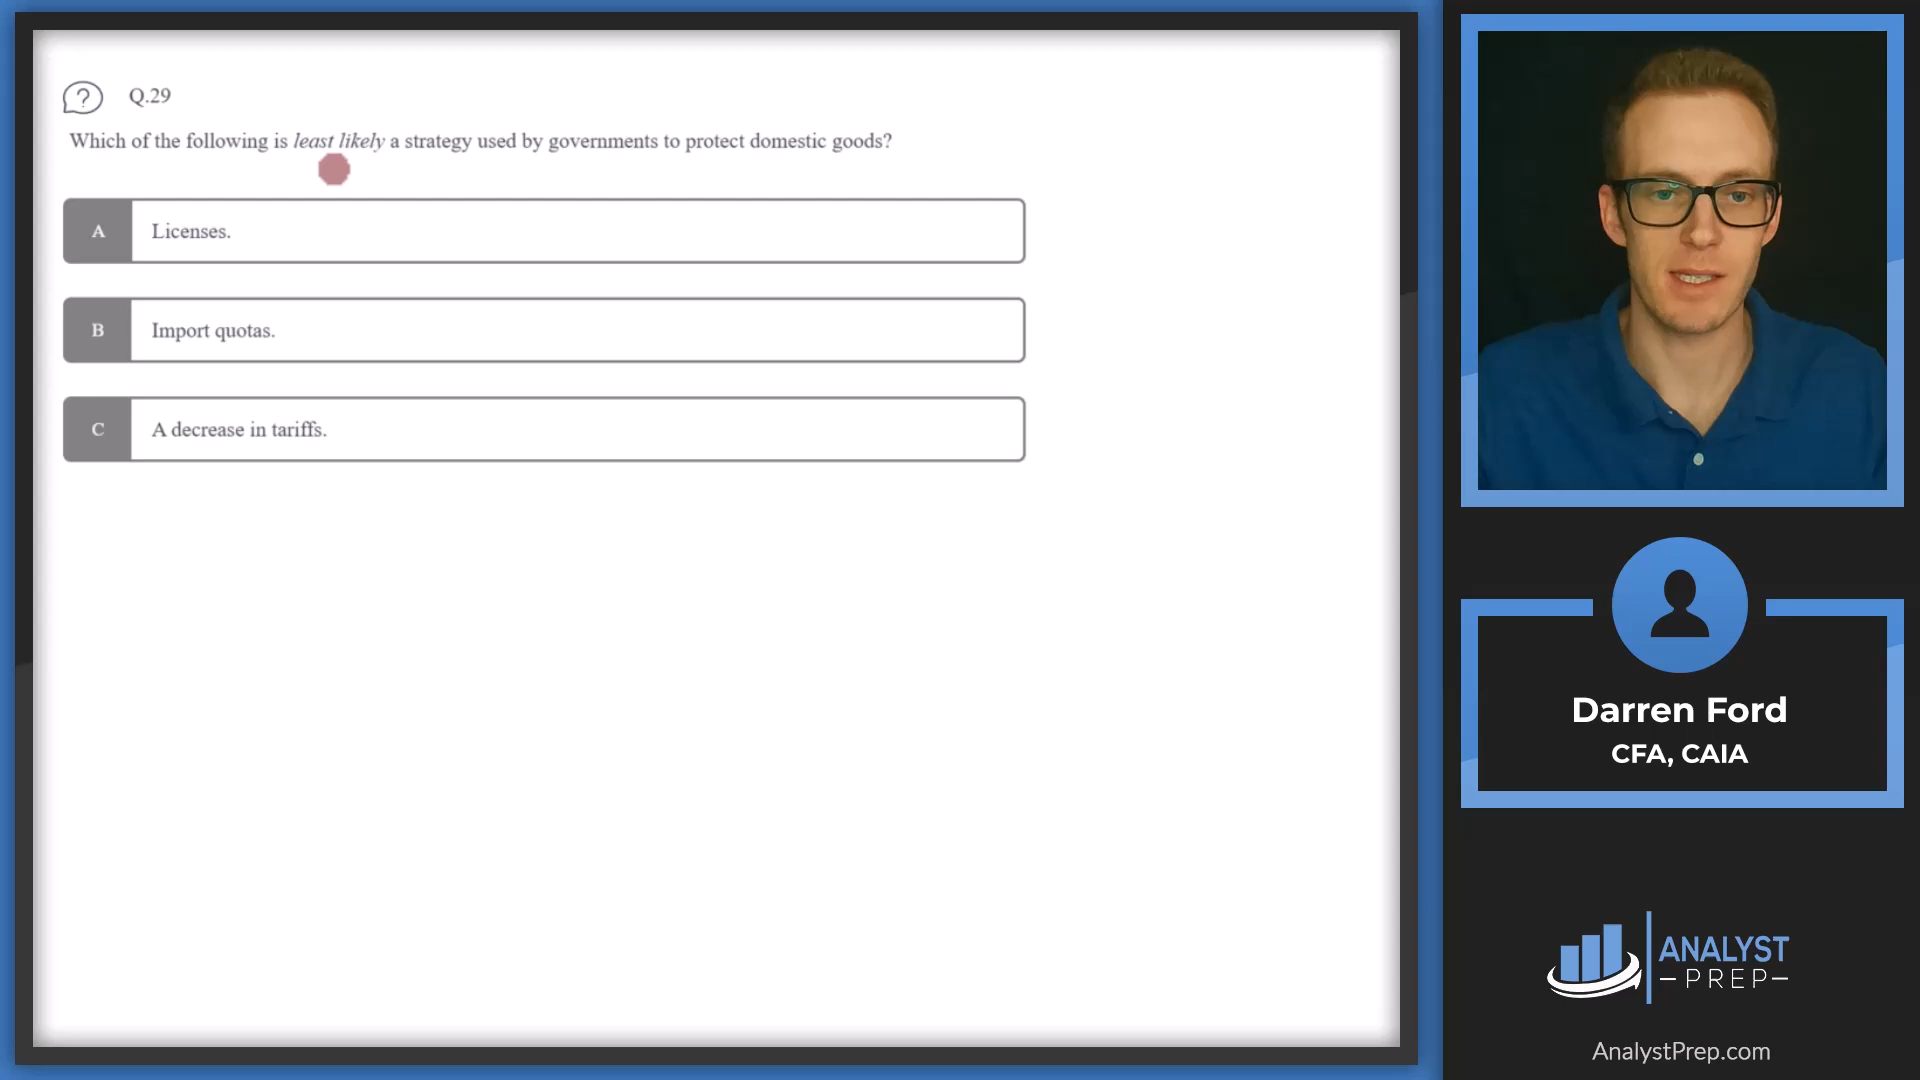 ?
Q.29
Which of the following is least likely a strategy used by governments to protect domestic goods?
A
Licenses.
B
Import quotas.
C
A decrease in tariffs.
Darren Ford
CFA, CAIA
ANALYST
PREP
AnalystPrep.com